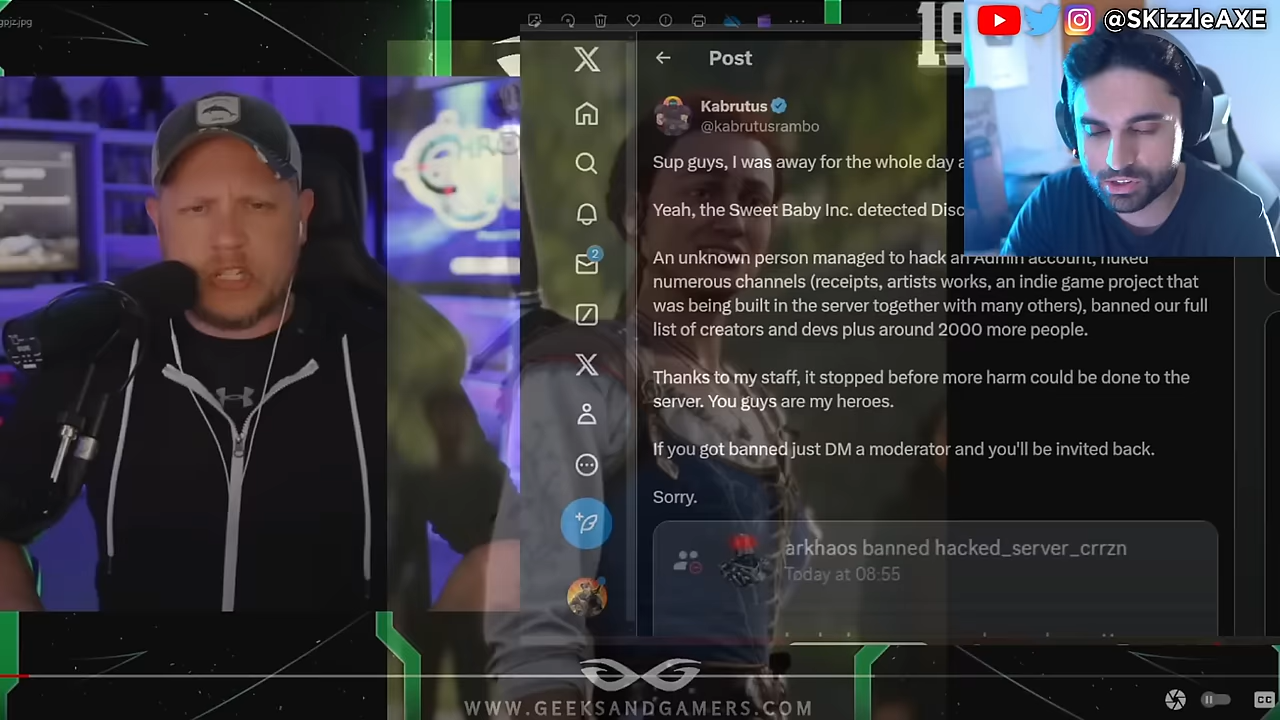 gpjz.jpg
19
@SKizzleAXE
Post
Kabrutus
@kabrutusrambo
Sup guys, I was away for the whole day a
Yeah, the Sweet Baby Inc. detected Disc
2
An unknown person managed to hack an Admin account, nuked
numerous channels (receipts, artists works, an indie game project that
was being built in the server together with many others), banned our full
list of creators and devs plus around 2000 more people.
Thanks to my staff, it stopped before more harm could be done to the
server. You guys are my heroes.
If you got banned just DM a moderator and you'll be invited back.
Sorry.
arkhaos banned hacked_server_crrzn
Today at 08:55
WWW.GEEKSANDGAMERS.COM
CC